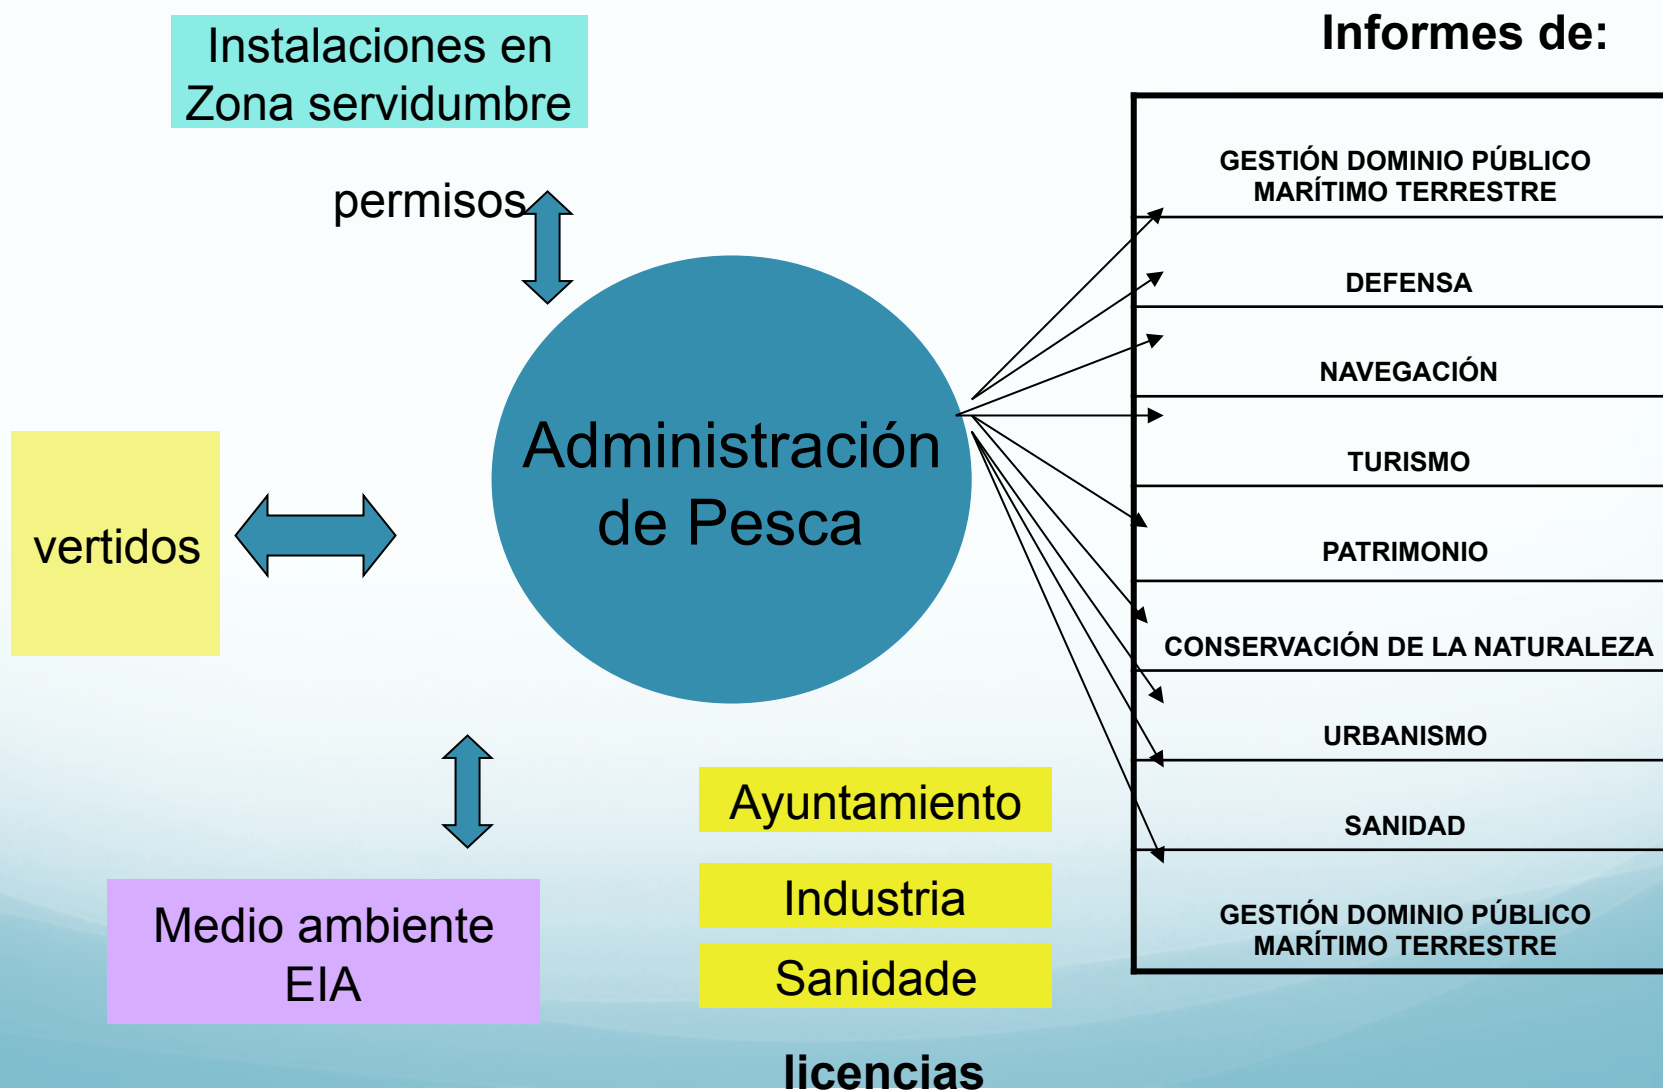 Instalaciones en
Zona servidumbre
permisos
Administración
de Pesca
vertidos
Medio ambiente
EIA
Ayuntamiento
Industria
Sanidade
licencias
Informes de:
GESTIÓN DOMINIO PÚBLICO
MARÍTIMO TERRESTRE
DEFENSA
NAVEGACIÓN
TURISMO
PATRIMONIO
CONSERVACIÓN DE LA NATURALEZA
URBANISMO
SANIDAD
GESTIÓN DOMINIO PÚBLICO
MARÍTIMO TERRESTRE